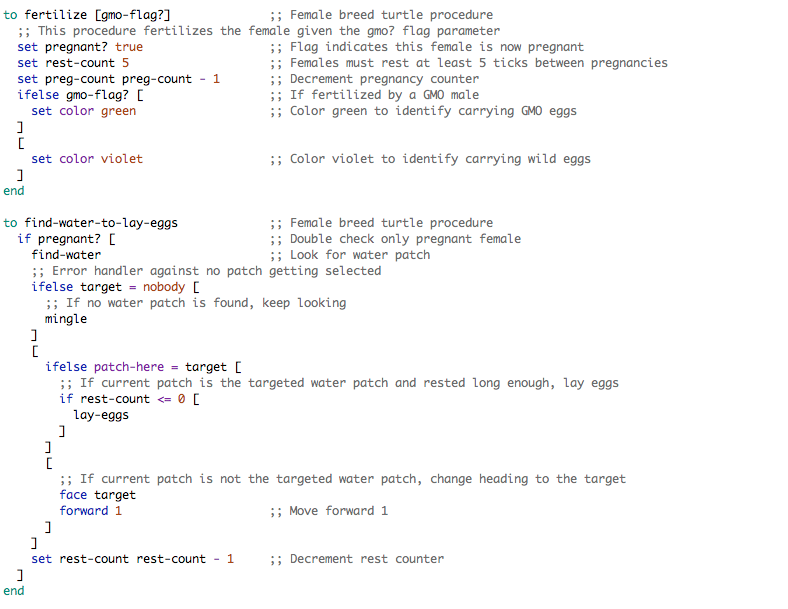 to fertilize [gmo-flag?]              ;; Female breed turtle procedure
  ;; This procedure fertilizes the female given the gmo? flag parameter
  set pregnant? true                  ;; Flag indicates this female is now pregnant
  set rest-count 5                    ;; Females must rest at least 5 ticks between pregnancies
  set preg-count preg-count - 1       ;; Decrement pregnancy counter
  ifelse gmo-flag? [                  ;; If fertilized by a GMO male
    set color green                   ;; Color green to identify carrying GMO eggs
  ]
  [
    set color violet                  ;; Color violet to identify carrying wild eggs
  ]
end

to find-water-to-lay-eggs             ;; Female breed turtle procedure
  if pregnant? [                      ;; Double check only pregnant female
    find-water                        ;; Look for water patch
    ;; Error handler against no patch getting selected
    ifelse target = nobody [
      ;; If no water patch is found, keep looking
      mingle
    ]
    [
      ifelse patch-here = target [
        ;; If current patch is the targeted water patch and rested long enough, lay eggs
        if rest-count <= 0 [
          lay-eggs
        ]
      ]
      [
        ;; If current patch is not the targeted water patch, change heading to the target
        face target
        forward 1                     ;; Move forward 1
      ]
    ]
    set rest-count rest-count - 1     ;; Decrement rest counter
  ]
end